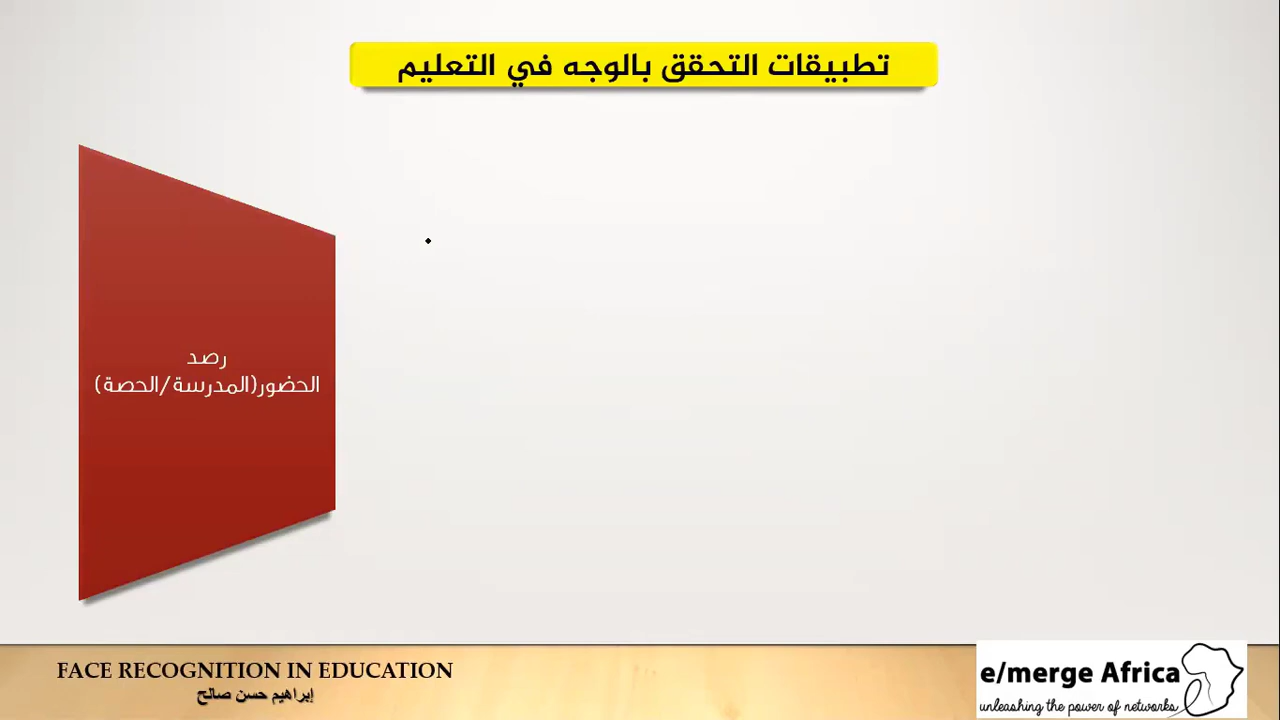 تطبيقات التحقق بالوجه في التعليم
رصد
الحضور(المدرسة/الحصة)
FACE RECOGNITION IN EDUCATION
إبراهيم حسن صالح
e/merge Africa
unleashing the power of networks